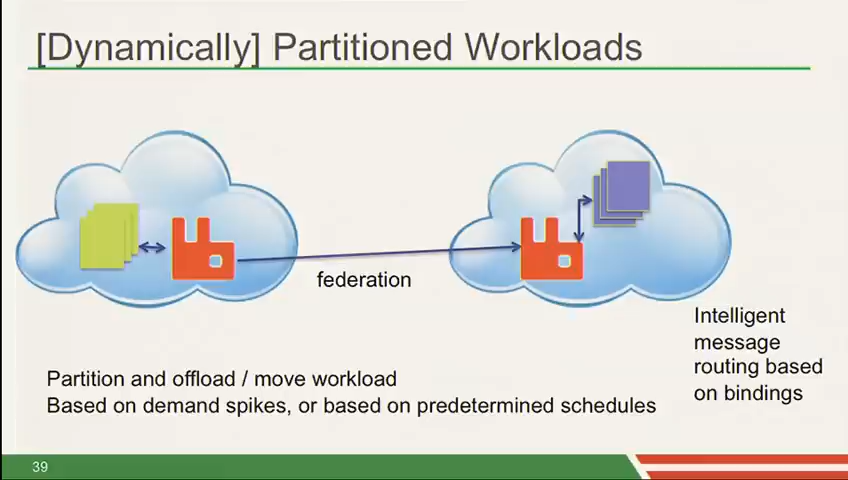 [Dynamically] Partitioned Workloads
federation
Intelligent
message
routing based
on bindings
Partition and offload / move workload
Based on demand spikes, or based on predetermined schedules
39